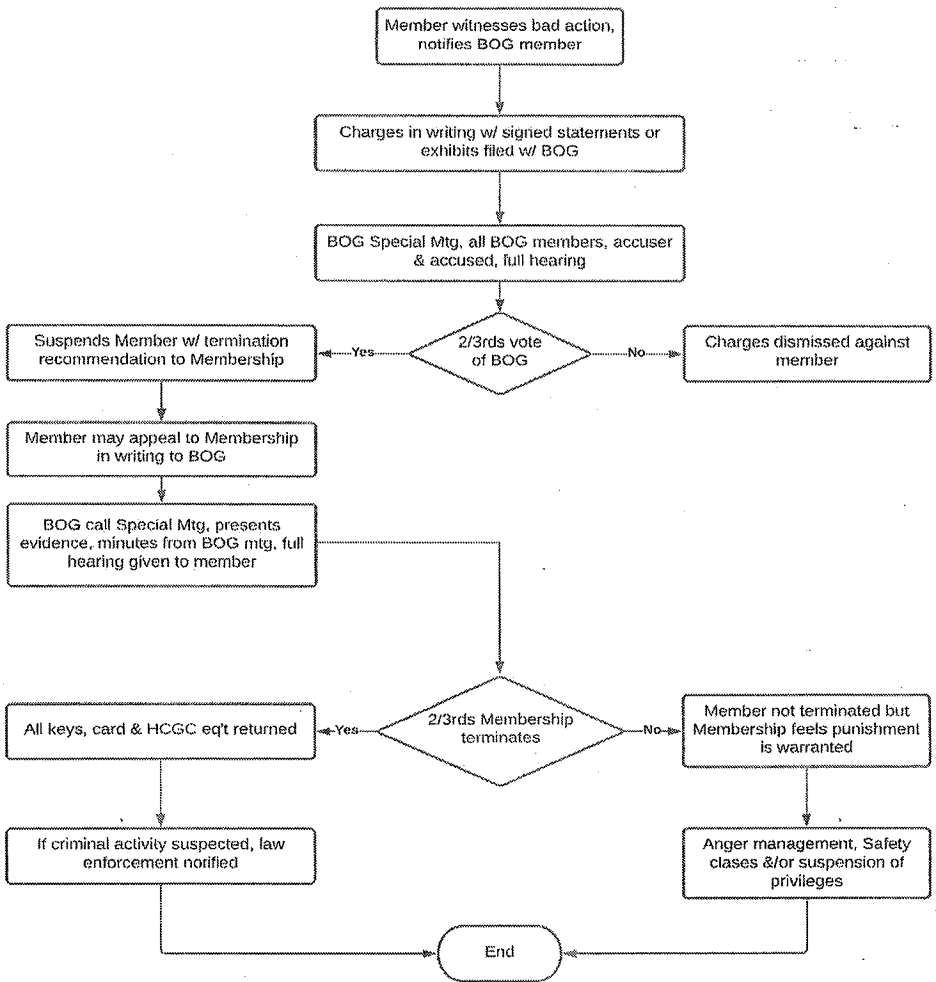 Member witnesses bad action,
notifies BOG member
Charges in writing w/ signed statements or
exhibits filed w/ BOG
BOG Special Mtg, all BOG members, accuser
& accused, full hearing
2/3rds vote
of BOG
Yes
No
Suspends Member w/ termination
recommendation to Membership
Charges dismissed against
member
Member may appeal to Membership
in writing to BOG
BOG call Special Mtg, presents
evidence, minutes from BOG mtg, full
hearing given to member
2/3rds Membership
terminates
Yes
No
All keys, card & HCGC eq't returned
Member not terminated but
Membership feels punishment
is warranted
If criminal activity suspected, law
enforcement norified
Anger management, Safety
clases &/or suspension of
privileges
End